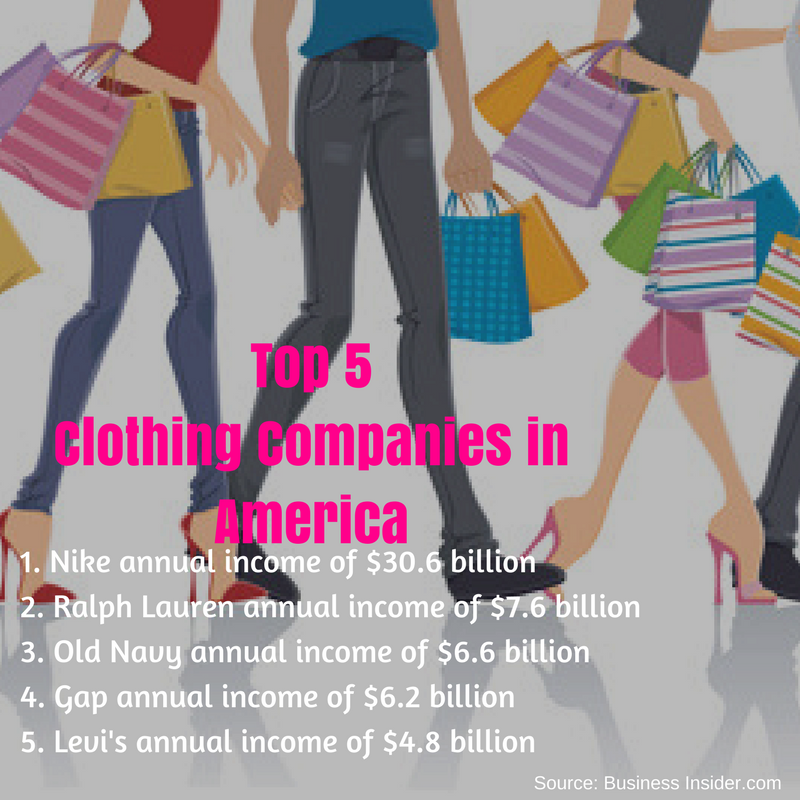 Top 5
Clothing Companies in
America
1. Nike annual income of $30.6 billion
2. Ralph Lauren annual income of $7.6 billion
3. Old Navy annual income of $6.6 billion
4. Gap annual income of $6.2 billion
5. Levi's annual income of $4.8 billion
Source: Business Insider.com